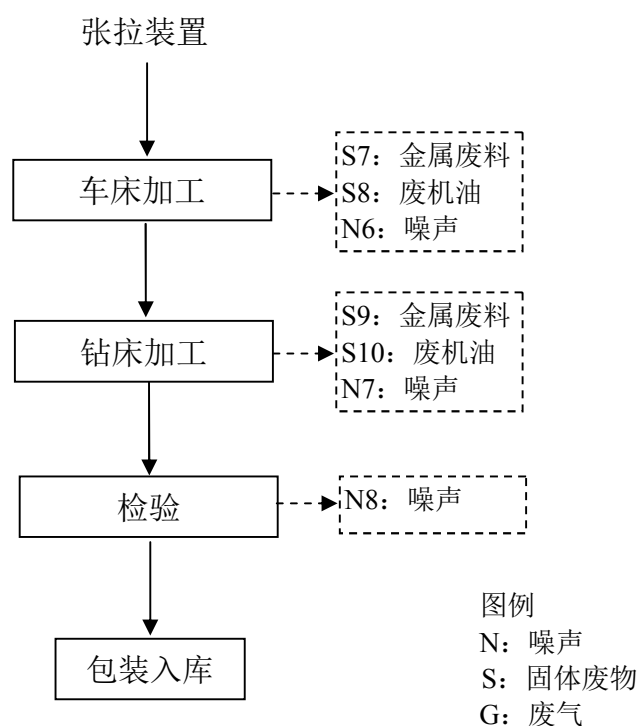 张拉装置
车床加工
S7：金属废料
S8：废机油
N6：噪声
钻床加工
S9：金属废料
S10：废机油
N7：噪声
检验
N8：噪声
包装入库
图例
N：噪声
S：固体废物
G：废气